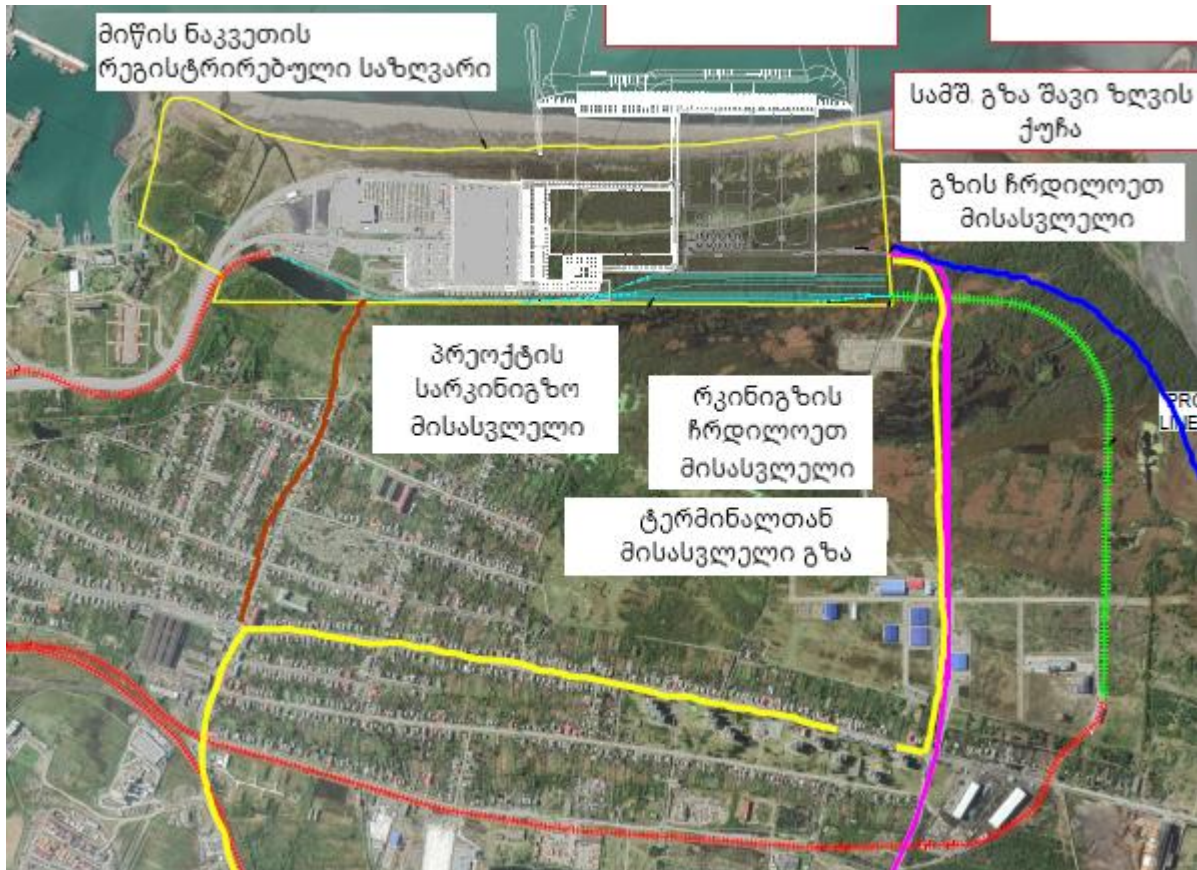 მიწის ნაკვეთის
რეგისტრირებული საზღვარი
სამშ. გზა შავი ზღვის
ქუჩა
გზის ჩრდილოეთ
მისასვლელი
პრეოქტის
სარკინიგზო
მისასვლელი
რკინიგზის
ჩრდილოეთ
მისასვლელი
ტერმინალთან
მისასვლელი გზა
PRO
LINE